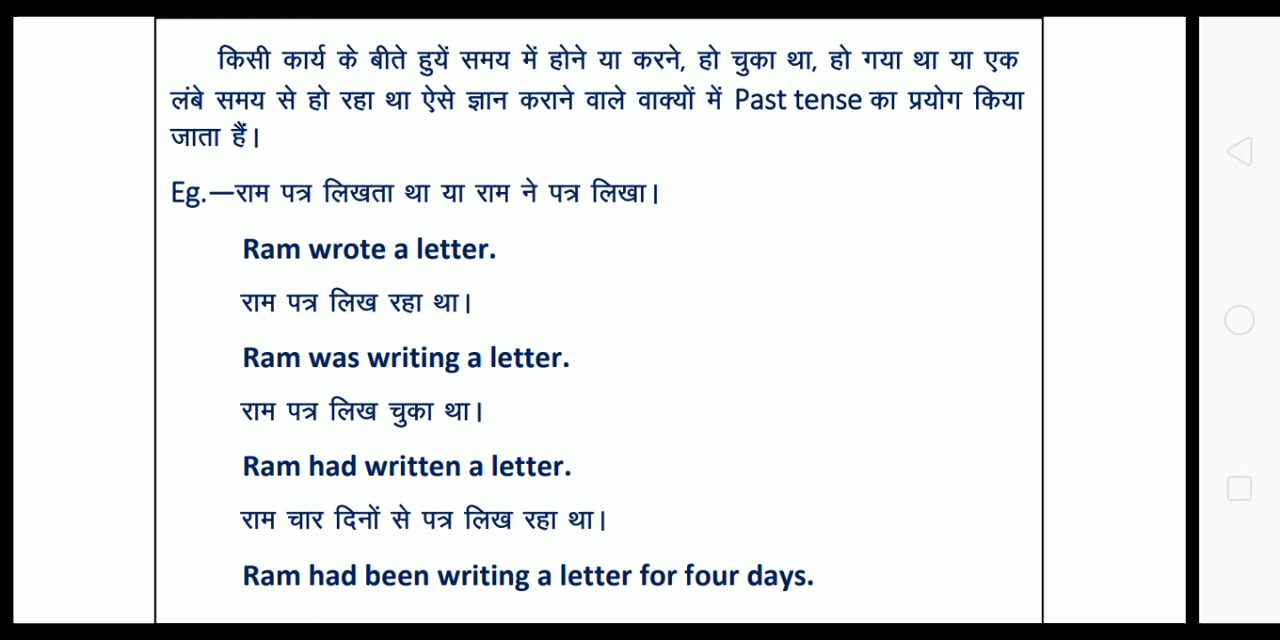 किसी कार्य के बीते हुयें समय में होने या करने, हो चुका था, हो गया था या एक
लंबे समय से हो रहा था ऐसे ज्ञान कराने वाले वाक्यों में Past tense का प्रयोग किया
जाता हैं।
Eg.—राम पत्र लिखता था या राम ने पत्र लिखा।
Ram wrote a letter.
राम पत्र लिख रहा था।
Ram was writing a letter.
राम पत्र लिख चुका था।
Ram had written a letter.
राम चार दिनों से पत्र लिख रहा था।
Ram had been writing a letter for four days.